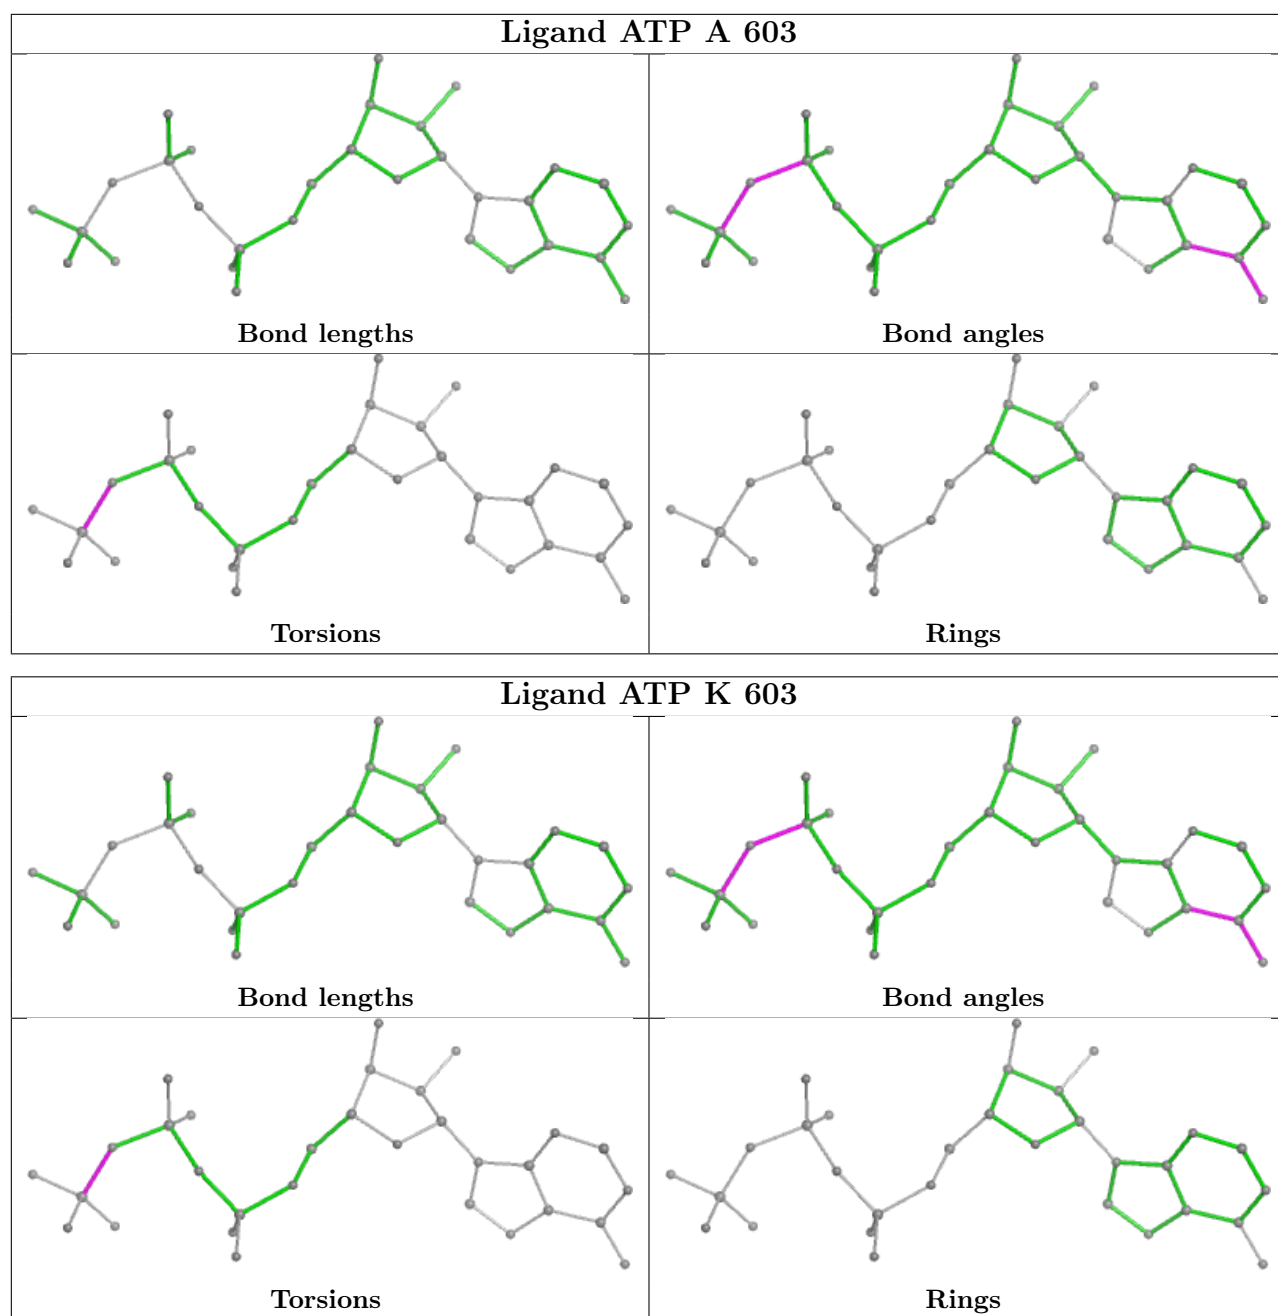 Ligand ATP A 603
Bond lengths
Bond angles
Torsions
Rings
Ligand ATP K 603
Bond lengths
Bond angles
Torsions
Rings